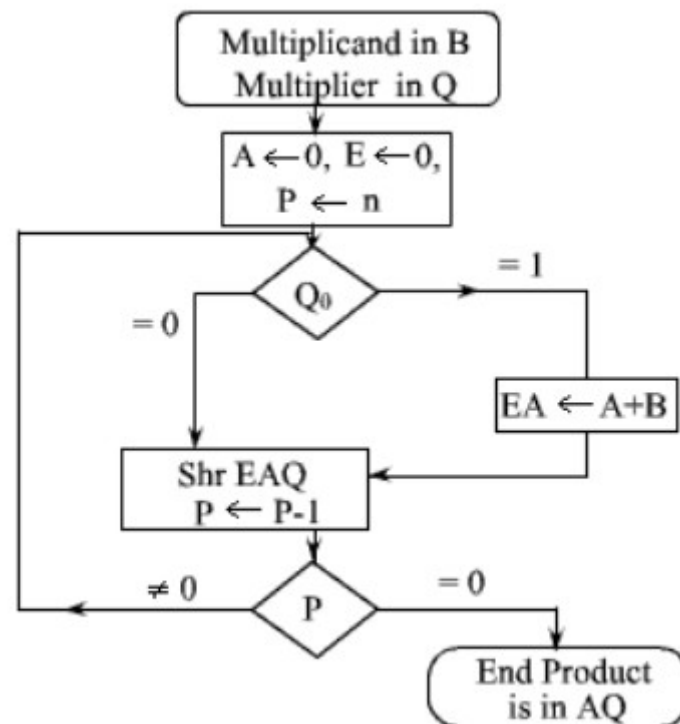 Multiplicand in B
Multiplier in Q
A ←0, E ←0,
P ← n
Q₀
= 1
= 0
EA ← A+B
Shr EAQ
P ← P-1
≠ 0
P
= 0
End Product
is in AQ